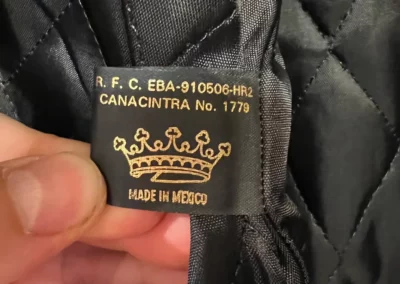 R. F. C. EBA-910506-HR2
CANACINTRA No. 1779
MADE IN MEXICO